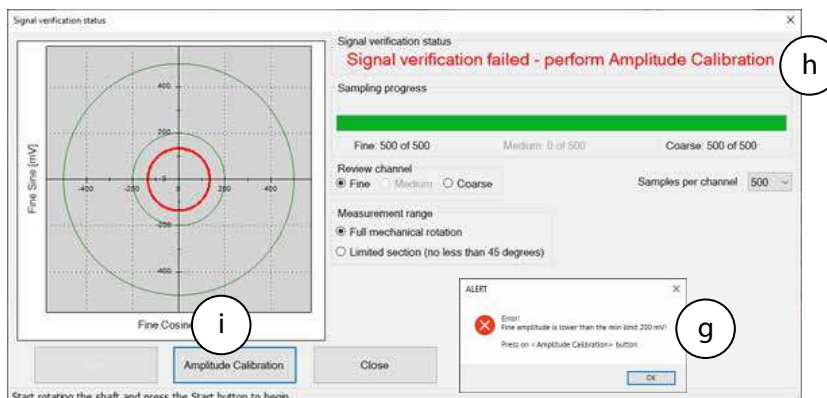 Signal verification status
Signal verification status
Signal verification failed - perform Amplitude Calibration
h
Sampling progress
Fine: 500 of 500 Medium: 0 of 500 Coarse: 500 of 500
Review channel
Fine Medium Coarse
Samples per channel 500
Measurement range
Full mechanical rotation
Limited section (no less than 45 degrees)
Fine Sine [mV]
400
200
-400 -200 0 200 400
-200
-400
Fine Cosine
i
ALERT
Error!
Fine amplitude is lower than the min limit 200 mV!
Press on <Amplitude Calibration> button.
OK
g
Amplitude Calibration
Close
Start rotating the shaft and press the Start button to begin